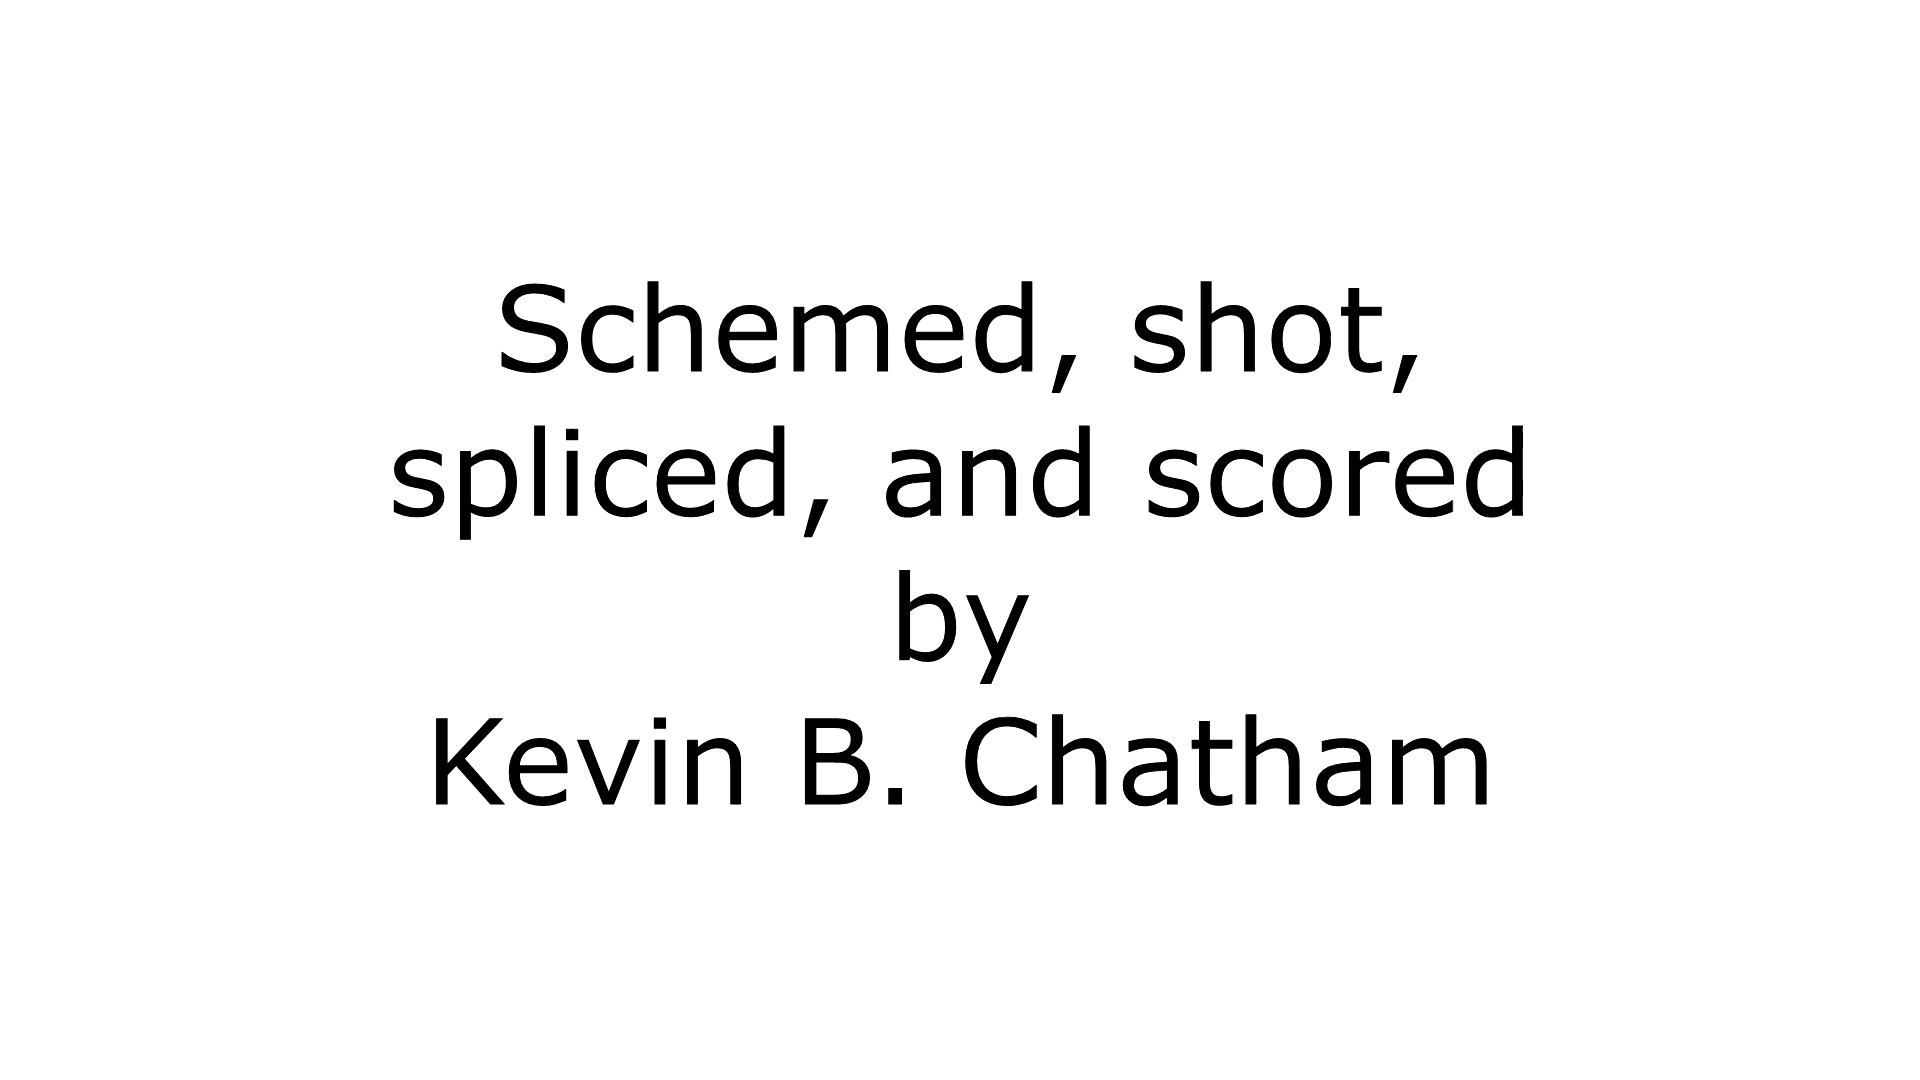 Schemed, shot,
spliced, and scored
by
Kevin B. Chatham